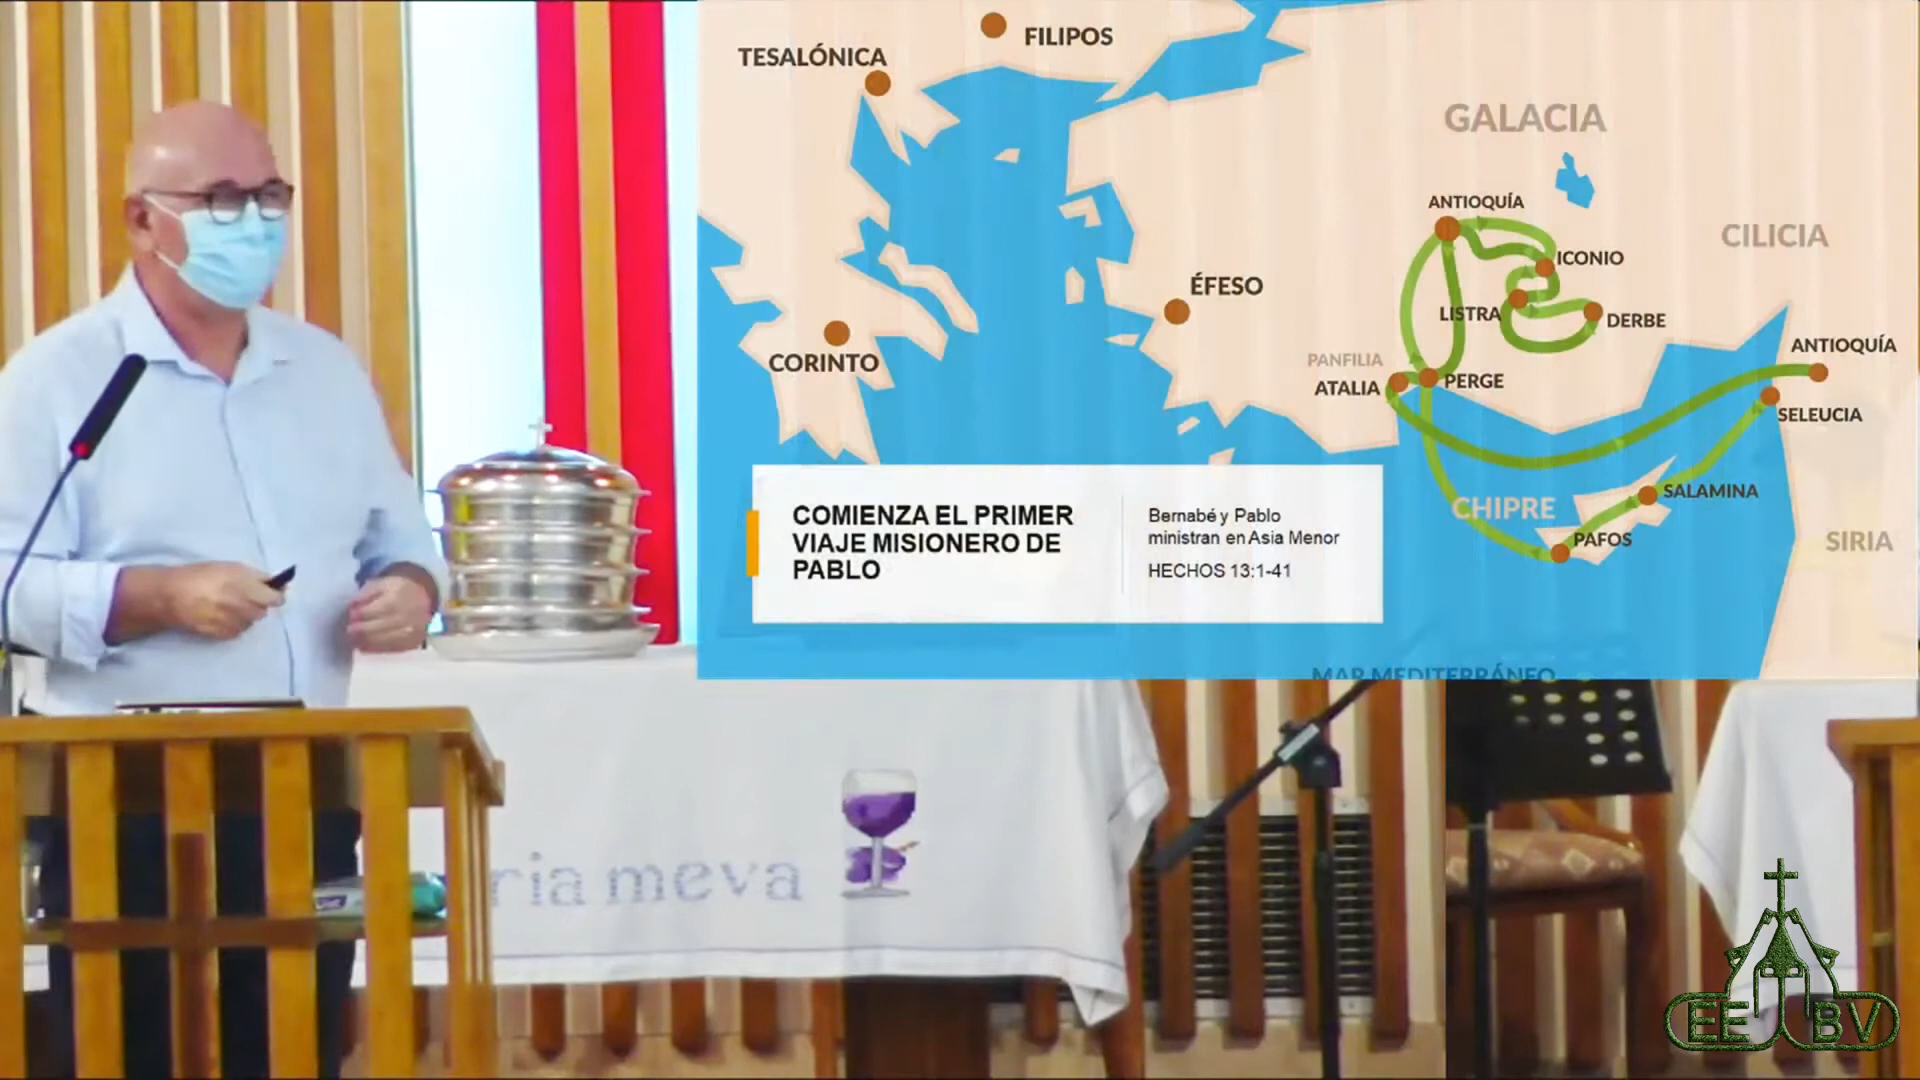 FILIPOS
TESALÓNICA
GALACIA
ANTIOQUÍA
CILICIA
ICONIO
ÉFESO
LISTRA
DERBE
ANTIOQUÍA
CORINTO
PANFILIA
ATALIA
PERGE
SELEUCIA
SALAMINA
CHIPRE
PAFOS
SIRIA
COMIENZA EL PRIMER
VIAJE MISIONERO DE
PABLO
Bernabé y Pablo
ministran en Asia Menor
HECHOS 13:1-41
MAR MEDITERRÁNEO
ria meva
EE BV